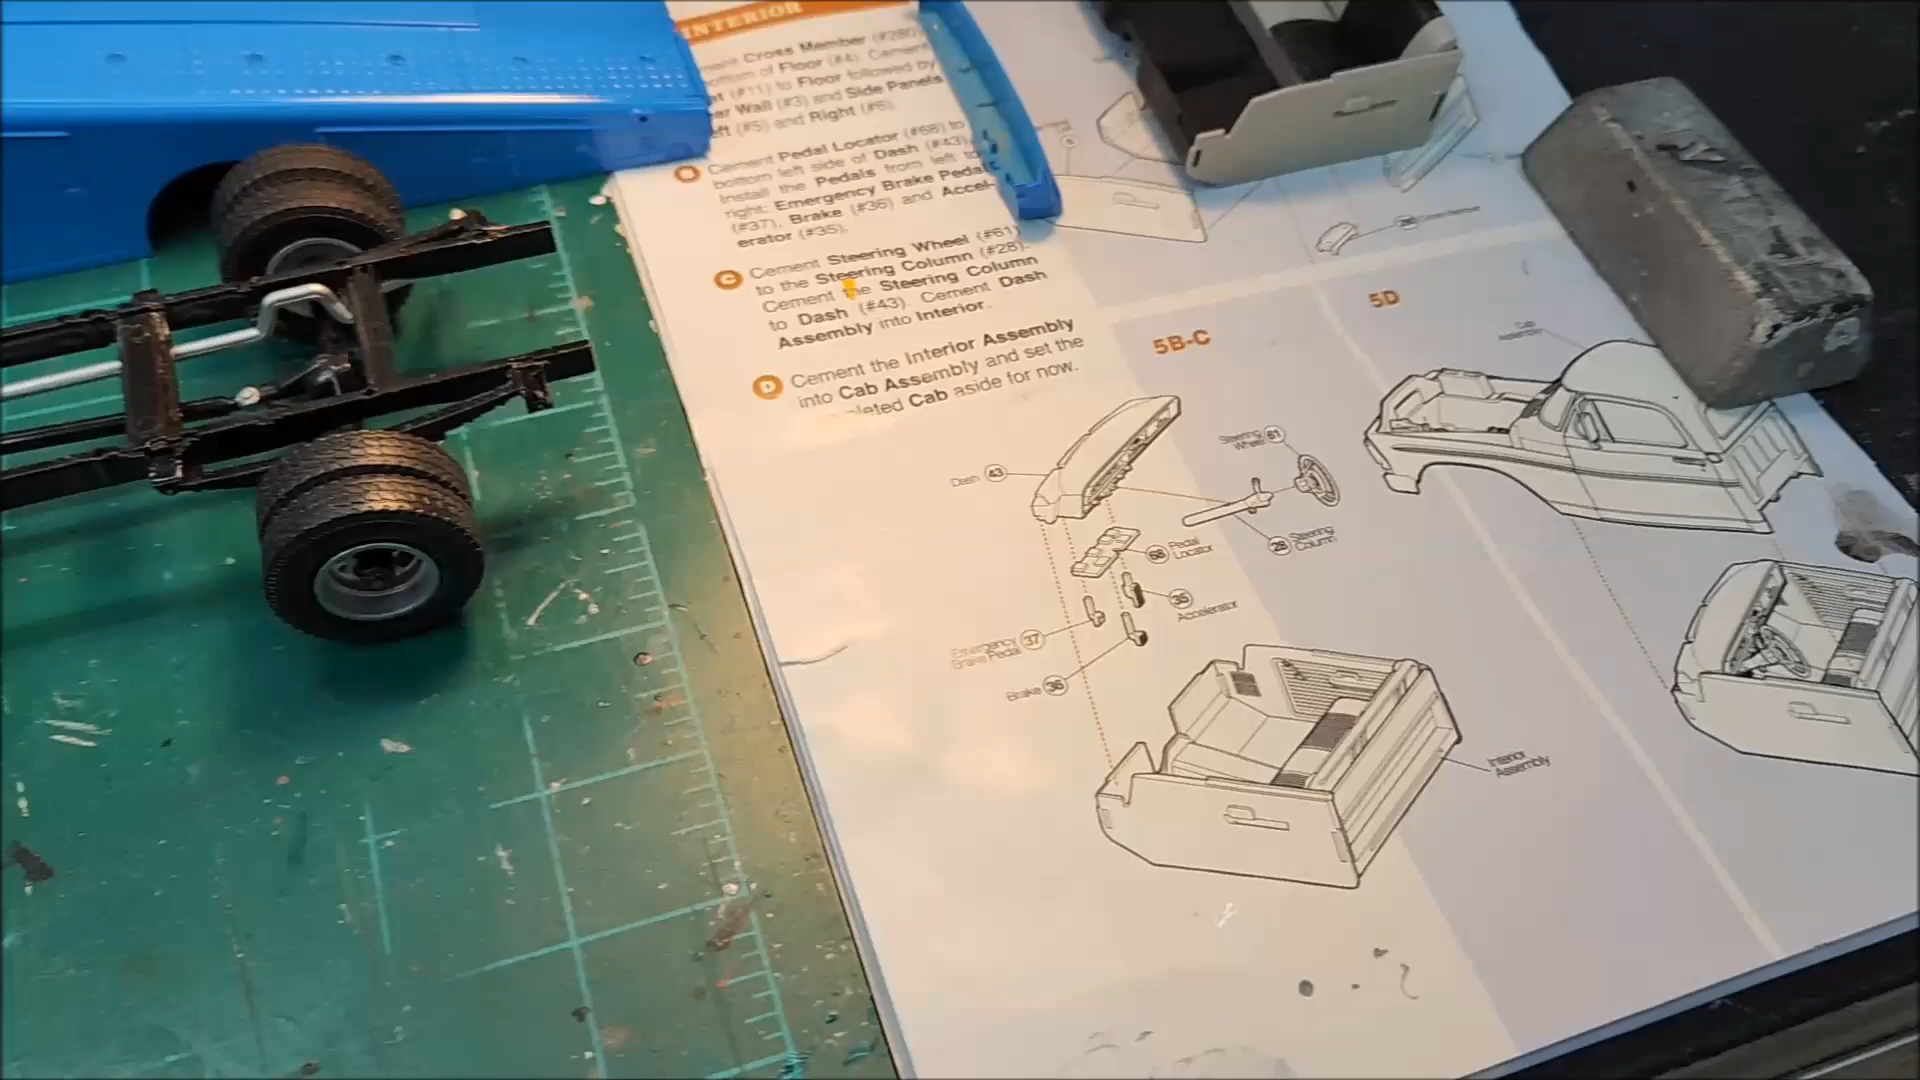 INTERIOR
Cross Member (#280)
of Floor (#4). Cement
(#11) to Floor followed by
Wall (#3) and Side Panels
(#5) and Right (#6).
Cement Pedal Locator (#68) to
bottom left side of Dash (#43).
Install the Pedals from left to
right: Emergency Brake Pedal
(#37), Brake (#36) and Accel-
erator (#35).
C Cement Steering Wheel (#61)
to the Steering Column (#28).
Cement the Steering Column
to Dash (#43). Cement Dash
Assembly into Interior.
D Cement the Interior Assembly
into Cab Assembly and set the
Cab aside for now.
5B-C
5D
Cab
Assembly
Dash 43
Steering
Wheel 61
28 Steering
Column
68 Pedal
Locator
35
Accelerator
Emergency
Brake Pedal 37
Brake 36
Interior
Assembly